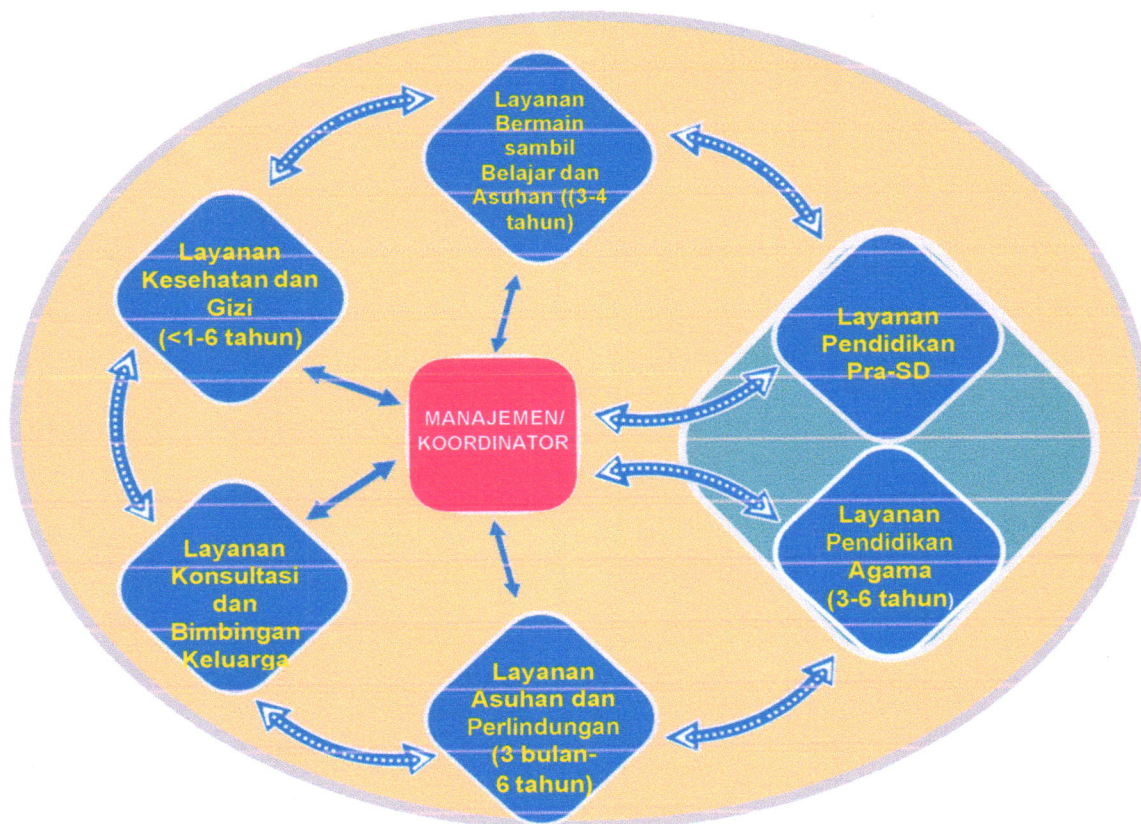 Layanan
Bermain
sambil
Belajar dan
Asuhan ((3-4
tahun)
Layanan
Kesehatan dan
Gizi
(<1-6 tahun)
Layanan
Pendidikan
Pra-SD
MANAJEMEN/
KOORDINATOR
Layanan
Konsultasi
dan
Bimbingan
Keluarga
Layanan
Pendidikan
Agama
(3-6 tahun)
Layanan
Asuhan dan
Perlindungan
(3 bulan-
6 tahun)